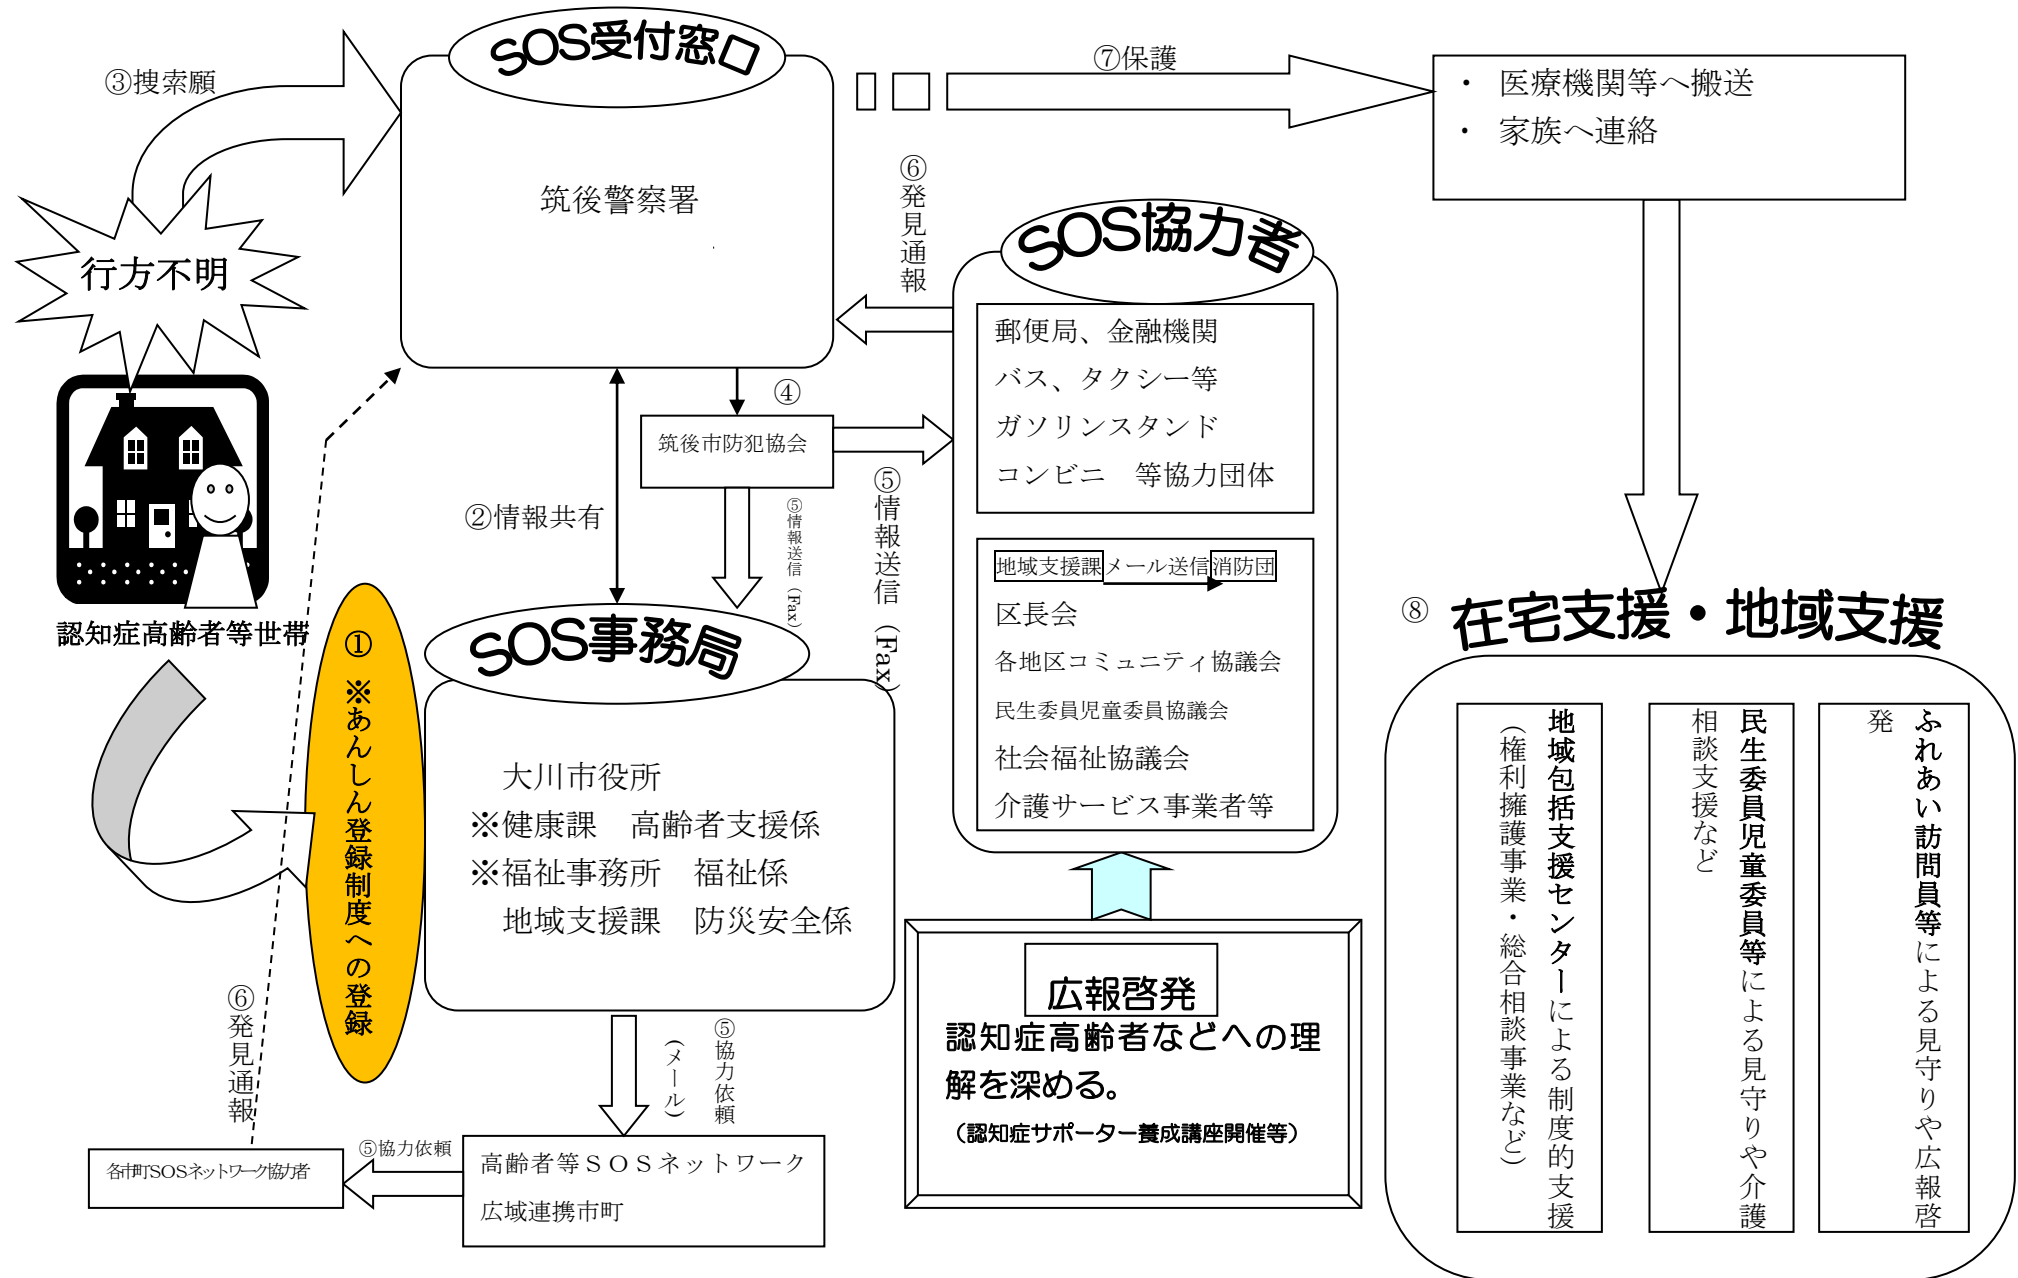 SOS受付窓口
筑後警察署
③捜索願
行方不明
認知症高齢者等世帯
①　※あんしん登録制度への登録
②情報共有
④
筑後市防犯協会
⑤情報送信（Fax）
⑤情報送信（Fax）
⑥発見通報
⑦保護
・　医療機関等へ搬送
・　家族へ連絡
SOS協力者
郵便局、金融機関
バス、タクシー等
ガソリンスタンド
コンビニ　等協力団体
地域支援課メール送信消防団
区長会
各地区コミュニティ協議会
民生委員児童委員協議会
社会福祉協議会
介護サービス事業者等
SOS事務局
大川市役所
※健康課　高齢者支援係
※福祉事務所　福祉係
地域支援課　防災安全係
⑤協力依頼
（メール）
高齢者等ＳＯＳネットワーク
広域連携市町
⑤協力依頼
各市町SOSネットワーク協力者
⑥発見通報
広報啓発
認知症高齢者などへの理
解を深める。
（認知症サポーター養成講座開催等）
⑧
在宅支援・地域支援
ふれあい訪問員等による見守りや広報啓
発
民生委員児童委員等による見守りや介護
相談支援など
地域包括支援センターによる制度的支援
（権利擁護事業・総合相談事業など）